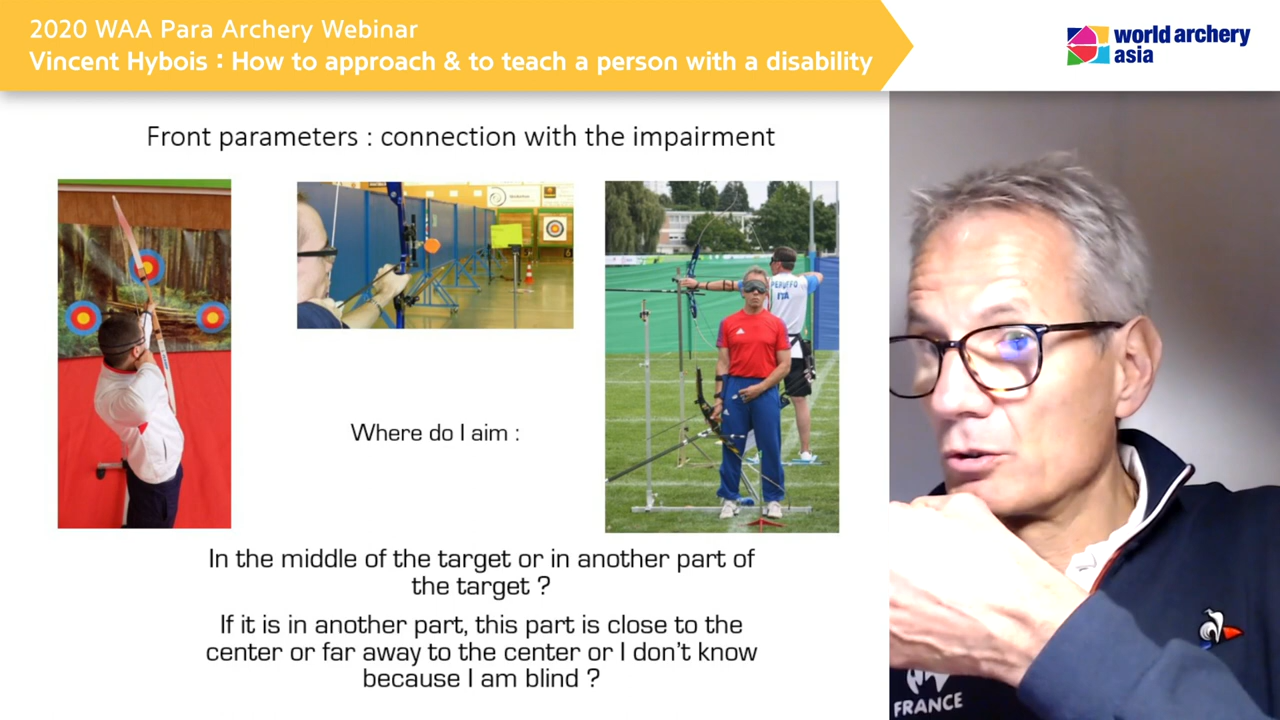 2020 WAA Para Archery Webinar
Vincent Hybois : How to approach & to teach a person with a disability
world archery
asia
Front parameters : connection with the impairment
PERUFFO
ITA
Where do I aim :
In the middle of the target or in another part of
the target ?
If it is in another part, this part is close to the
center or far away to the center or I don't know
because I am blind ?
FRANCE